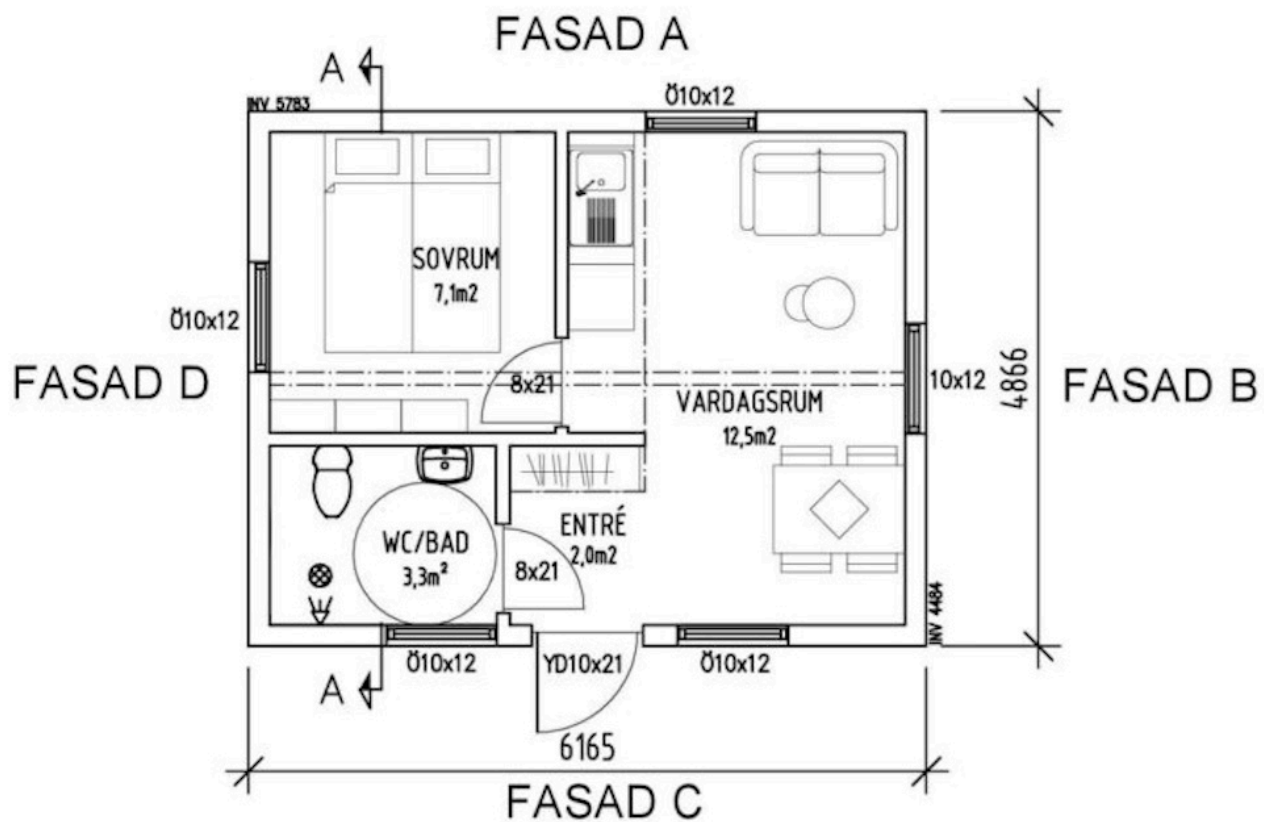 FASAD A
A
INV 5783
Ö10x12
SOVRUM
7,1m2
Ö10x12
FASAD D
8x21
VARDAGSRUM
12,5m2
10x12
4866
FASAD B
ENTRÉ
2,0m2
WC/BAD
3,3m²
8x21
INV 4484
Ö10x12
YD10x21
Ö10x12
A
6165
FASAD C